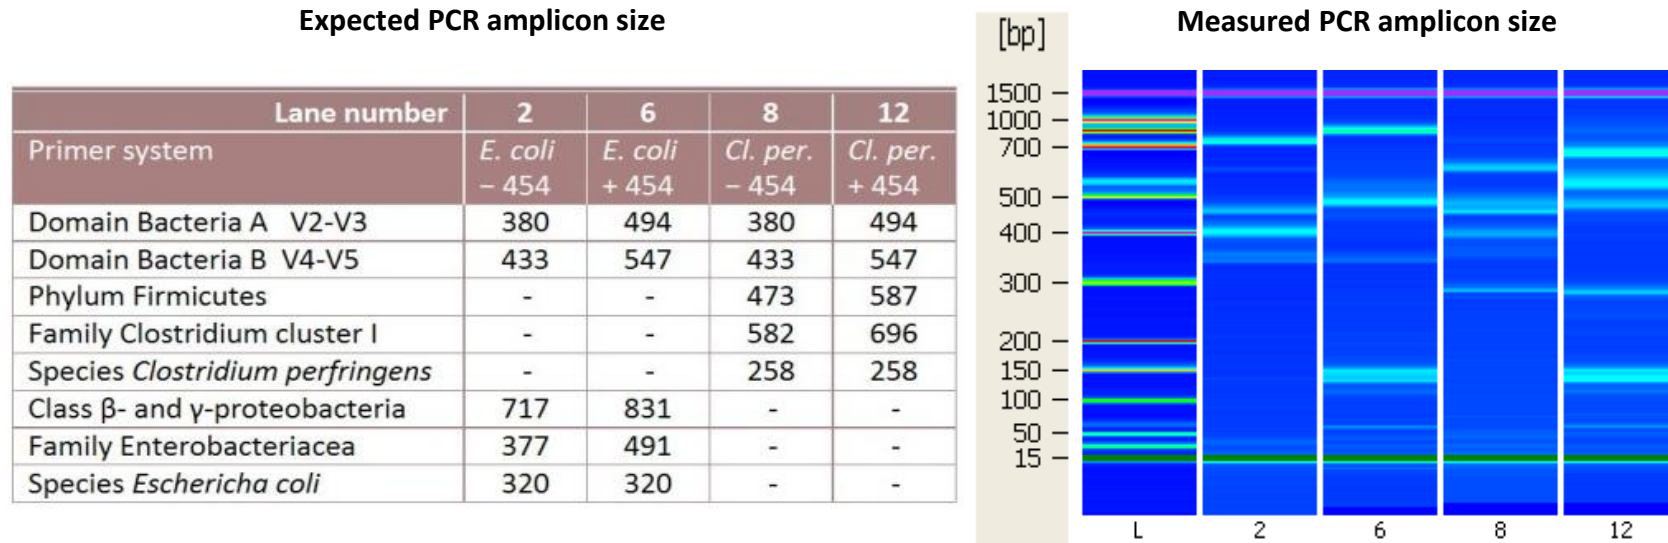 Expected PCR amplicon size
Lane number 2 6 8 12
Primer system E. coli E. coli Cl. per. Cl. per.
– 454 + 454 – 454 + 454
Domain Bacteria A V2-V3 380 494 380 494
Domain Bacteria B V4-V5 433 547 433 547
Phylum Firmicutes - - 473 587
Family Clostridium cluster I - - 582 696
Species Clostridium perfringens - - 258 258
Class β- and γ-proteobacteria 717 831 - -
Family Enterobacteriacea 377 491 - -
Species Eschericha coli 320 320 - -
Measured PCR amplicon size
[bp]
1500
1000
700
500
400
300
200
150
100
50
15
L 2 6 8 12